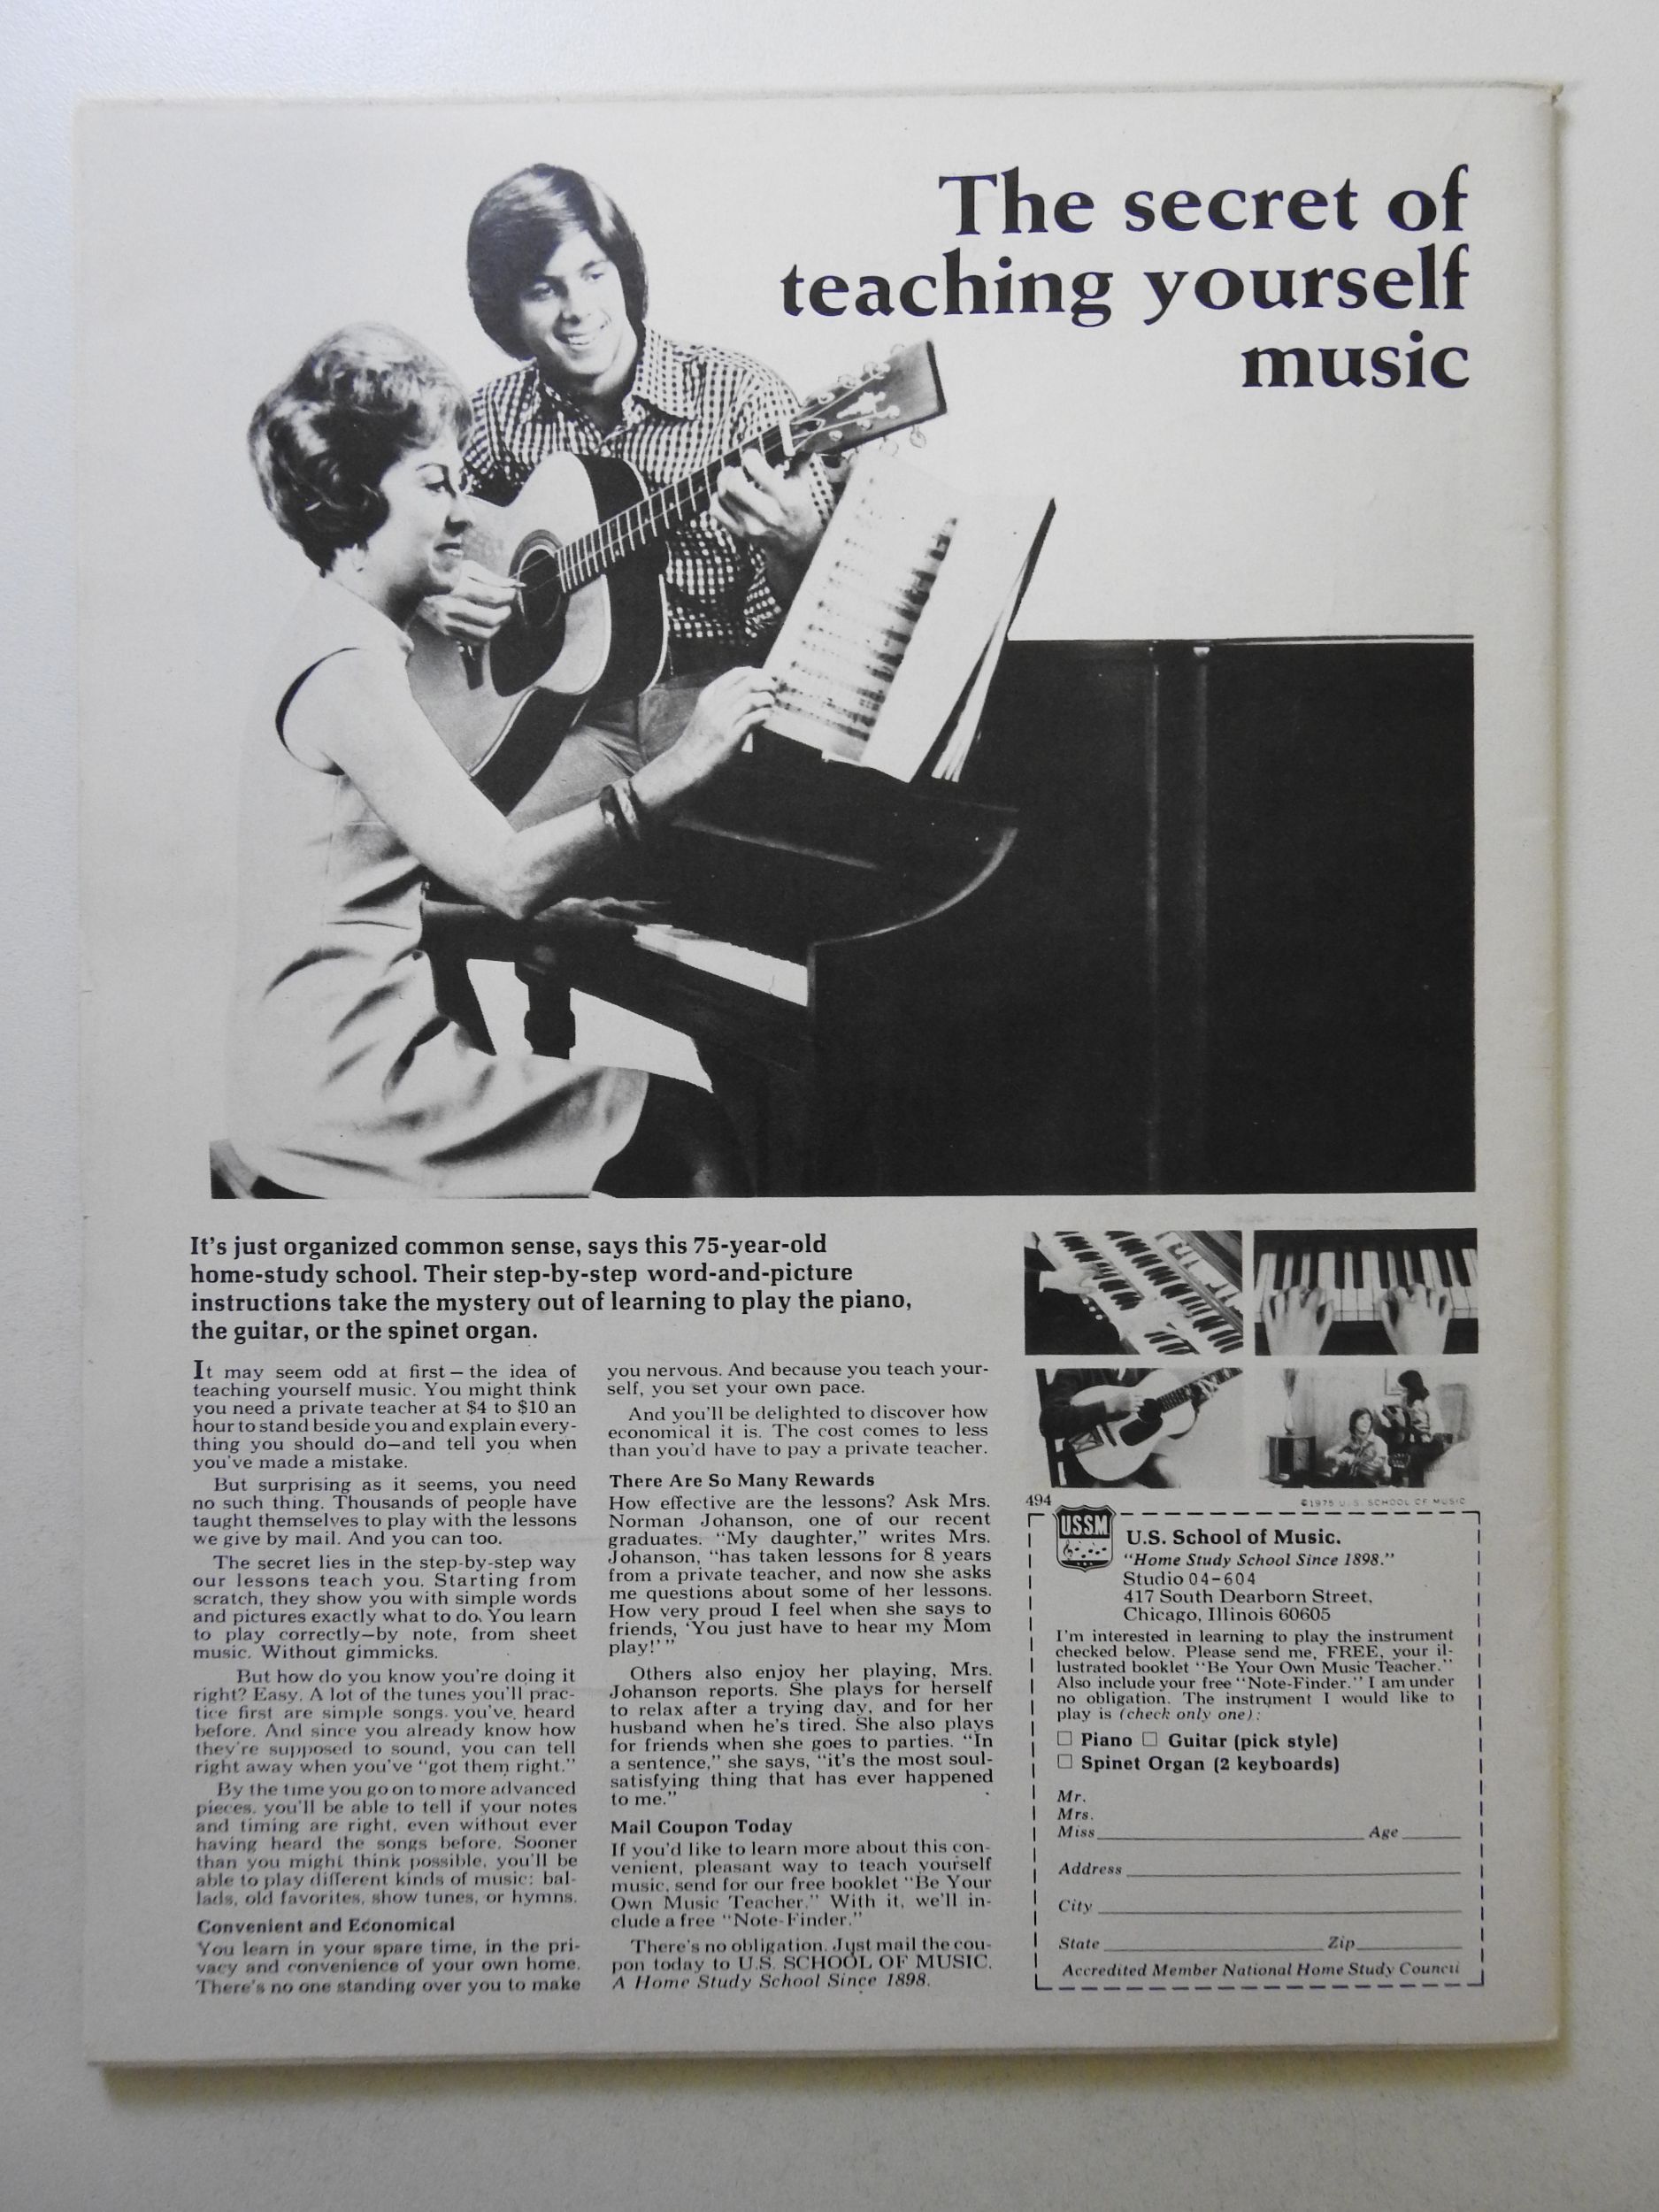 The secret of
teaching yourself
music
It's just organized common sense, says this 75-year-old
home-study school. Their step-by-step word-and-picture
instructions take the mystery out of learning to play the piano,
the guitar, or the spinet organ.
It may seem odd at first – the idea of
teaching yourself music. You might think
you need a private teacher at $4 to $10 an
hour to stand beside you and explain every-
thing you should do—and tell you when
you've made a mistake.
But surprising as it seems, you need
no such thing. Thousands of people have
taught themselves to play with the lessons
we give by mail. And you can too.
The secret lies in the step-by-step way
our lessons teach you. Starting from
scratch, they show you with simple words
and pictures exactly what to do. You learn
to play correctly—by note, from sheet
music. Without gimmicks.
But how do you know you're doing it
right? Easy. A lot of the tunes you'll prac-
tice first are simple songs you've heard
before. And since you already know how
they're supposed to sound, you can tell
right away when you've "got them right."
By the time you go on to more advanced
pieces, you'll be able to tell if your notes
and timing are right, even without ever
having heard the songs before. Sooner
than you might think possible, you'll be
able to play different kinds of music: bal-
lads, old favorites, show tunes, or hymns.
Convenient and Economical
You learn in your spare time, in the pri-
vacy and convenience of your own home.
There's no one standing over you to make
you nervous. And because you teach your-
self, you set your own pace.
And you'll be delighted to discover how
economical it is. The cost comes to less
than you'd have to pay a private teacher.
There Are So Many Rewards
How effective are the lessons? Ask Mrs.
Norman Johanson, one of our recent
graduates. "My daughter," writes Mrs.
Johanson, "has taken lessons for 8 years
from a private teacher, and now she asks
me questions about some of her lessons.
How very proud I feel when she says to
friends, 'You just have to hear my Mom
play!' "
Others also enjoy her playing, Mrs.
Johanson reports. She plays for herself
to relax after a trying day, and for her
husband when he's tired. She also plays
for friends when she goes to parties. "In
a sentence," she says, "it's the most soul-
satisfying thing that has ever happened
to me."
Mail Coupon Today
If you'd like to learn more about this con-
venient, pleasant way to teach yourself
music, send for our free booklet "Be Your
Own Music Teacher." With it, we'll in-
clude a free "Note-Finder."
There's no obligation. Just mail the cou-
pon today to U.S. SCHOOL OF MUSIC.
A Home Study School Since 1898.
494
©1975 U.S. SCHOOL OF MUSIC
USSM
U.S. School of Music.
"Home Study School Since 1898."
Studio 04-604
417 South Dearborn Street,
Chicago, Illinois 60605
I'm interested in learning to play the instrument
checked below. Please send me, FREE, your il-
lustrated booklet "Be Your Own Music Teacher."
Also include your free "Note-Finder." I am under
no obligation. The instrument I would like to
play is (check only one):
☐ Piano ☐ Guitar (pick style)
☐ Spinet Organ (2 keyboards)
Mr.
Mrs.
Miss Age
Address
City
State Zip
Accredited Member National Home Study Council